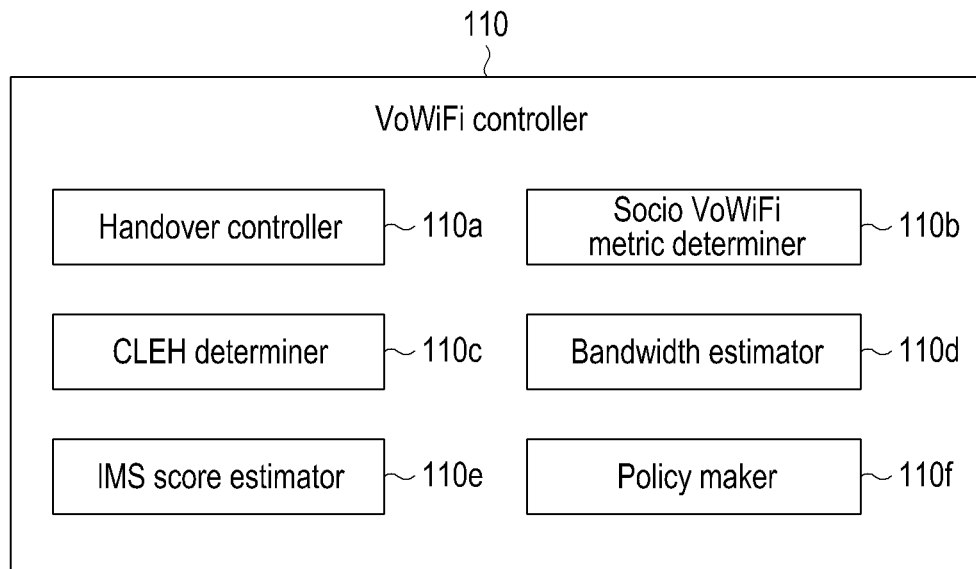 110
VoWiFi controller
Handover controller 110a
Socio VoWiFi
metric determiner 110b
CLEH determiner 110c
Bandwidth estimator 110d
IMS score estimator 110e
Policy maker 110f